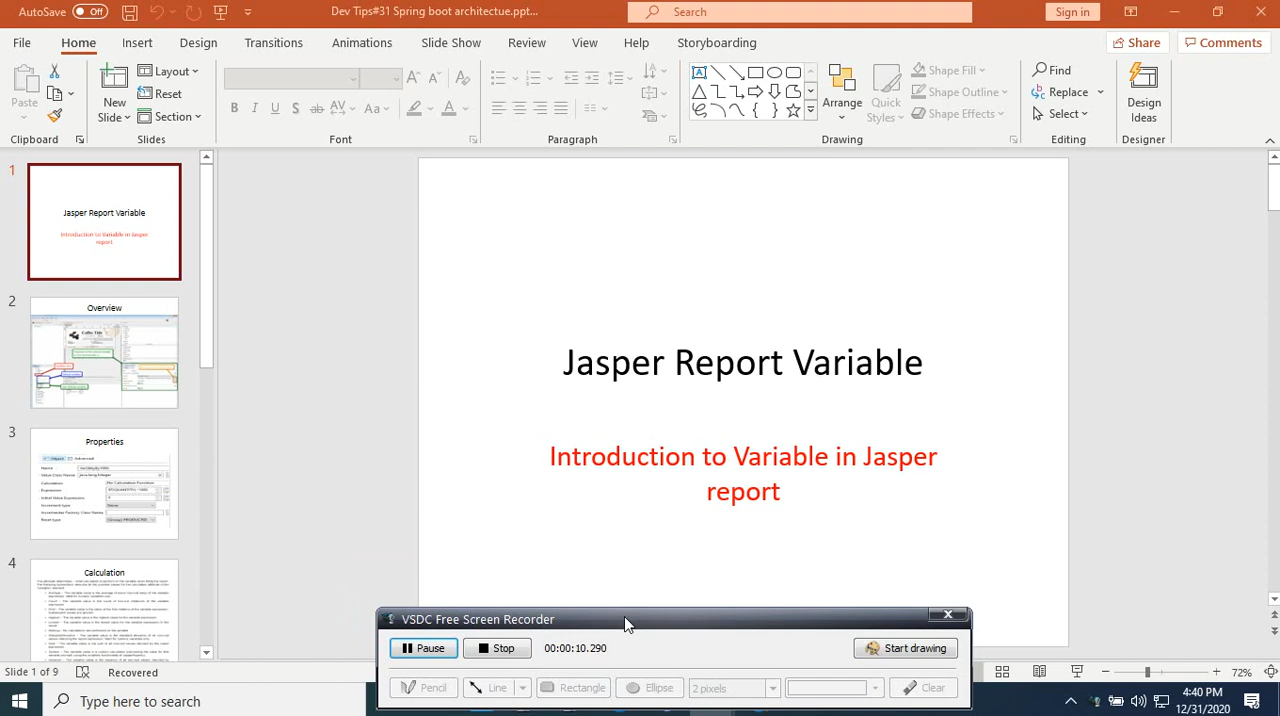 AutoSave Off
Dev Tips#31 Spring boot architecture.ppt...
Search
Sign in
File Home Insert Design Transitions Animations Slide Show Review View Help Storyboarding
Share Comments
Paste
New
Slide
Layout
Reset
Section
Arrange
Quick
Styles
Shape Fill
Shape Outline
Shape Effects
Find
Replace
Select
Design
Ideas
Clipboard Slides Font Paragraph Drawing Editing Designer
1
Jasper Report Variable
Introduction to Variable in Jasper
report
2
Overview
3
Properties
4
Calculation
Jasper Report Variable
Introduction to Variable in Jasper
report
VSDC Free Screen Recorder
Pause Stop 00:00:10.290 Start drawing
Pencil Line Rectangle Ellipse 2 pixels Clear
Slide 1 of 9 Recovered 72%
Type here to search
4:40 PM
12/31/2020